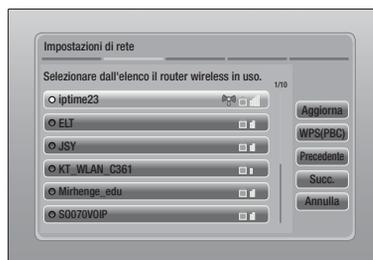 Impostazioni di rete
Selezionare dall'elenco il router wireless in uso.
1/10
iptime23
ELT
JSY
KT_WLAN_C361
Mirhenge_edu
SO070VOIP
Aggiorna
WPS(PBC)
Precedente
Succ.
Annulla